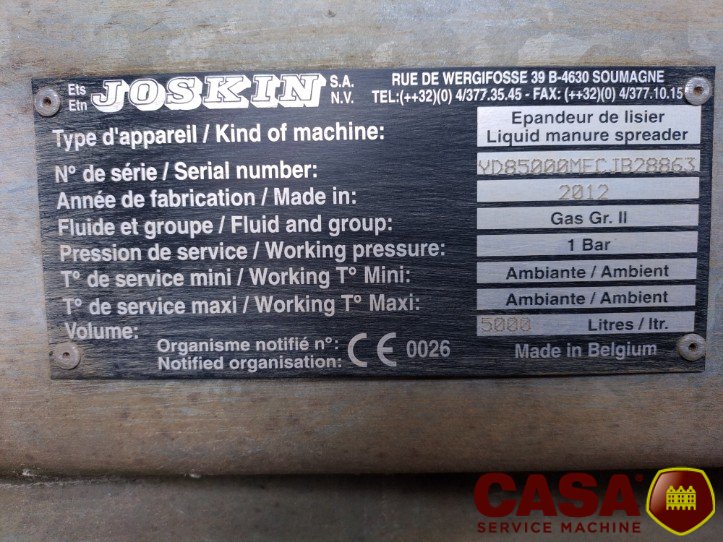 Ets JOSKIN S.A.
Etn N.V.
RUE DE WERGIFOSSE 39 B-4630 SOUMAGNE
TEL:(++32)(0) 4/377.35.45 - FAX: (++32)(0) 4/377.10.15
Type d'appareil / Kind of machine: Epandeur de lisier
Liquid manure spreader
N° de série / Serial number: YD85000MFCJB28863
Année de fabrication / Made in: 2012
Fluide et groupe / Fluid and group: Gas Gr. II
Pression de service / Working pressure: 1 Bar
T° de service mini / Working T° Mini: Ambiante / Ambient
T° de service maxi / Working T° Maxi: Ambiante / Ambient
Volume: 5000 Litres / ltr.
Organisme notifié n°:
Notified organisation: CE 0026
Made in Belgium
CASA
SERVICE MACHINE